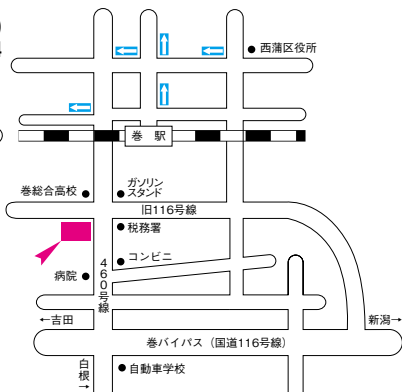 西蒲区役所
巻 駅
巻総合高校
ガソリン
スタンド
旧116号線
税務署
コンビニ
病院
460号線
←吉田
新潟→
巻バイパス（国道116号線）
白根→
自動車学校